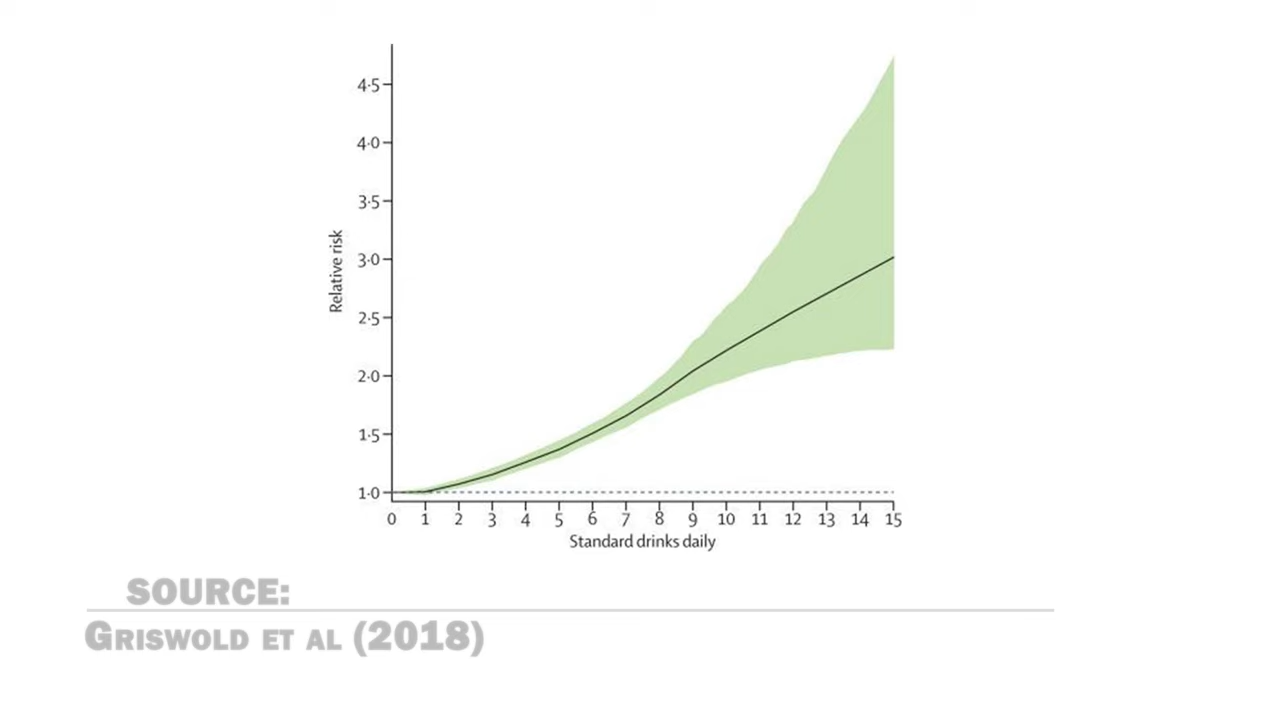 4·5
4·0
3·5
3·0
2·5
2·0
1·5
1·0
Relative risk
0 1 2 3 4 5 6 7 8 9 10 11 12 13 14 15
Standard drinks daily
SOURCE:
GRISWOLD ET AL (2018)